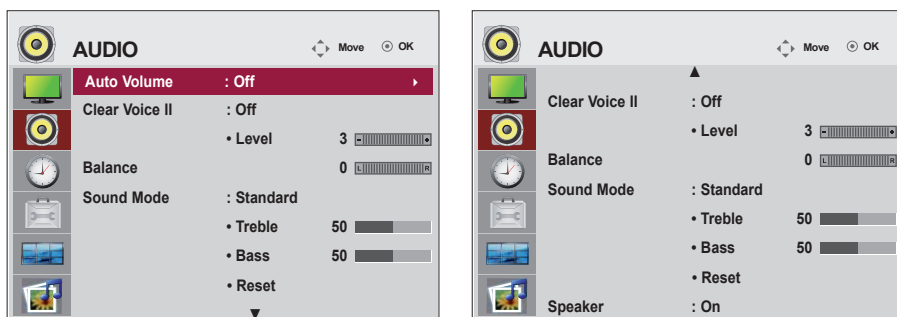 AUDIO Move OK
Auto Volume : Off
Clear Voice II : Off
• Level 3 - +
Balance 0 L R
Sound Mode : Standard
• Treble 50
• Bass 50
• Reset
AUDIO Move OK
Clear Voice II : Off
• Level 3 - +
Balance 0 L R
Sound Mode : Standard
• Treble 50
• Bass 50
• Reset
Speaker : On